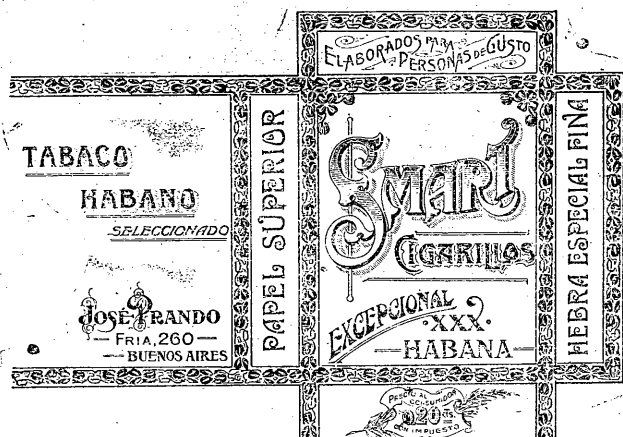 ELABORADOS PARA
PERSONAS DE GUSTO
TABACO
HABANO
SELECCIONADO
JOSÉ PRANDO
FRIA, 260
BUENOS AIRES
PAPEL SUPERIOR
SMART
CIGARILLOS
EXCEPCIONAL
XXX
HABANA
HEBRA ESPECIAL FINA
PRECIO AL
CONSUMIDOR
0.20 CTS.
CON IMPUESTO